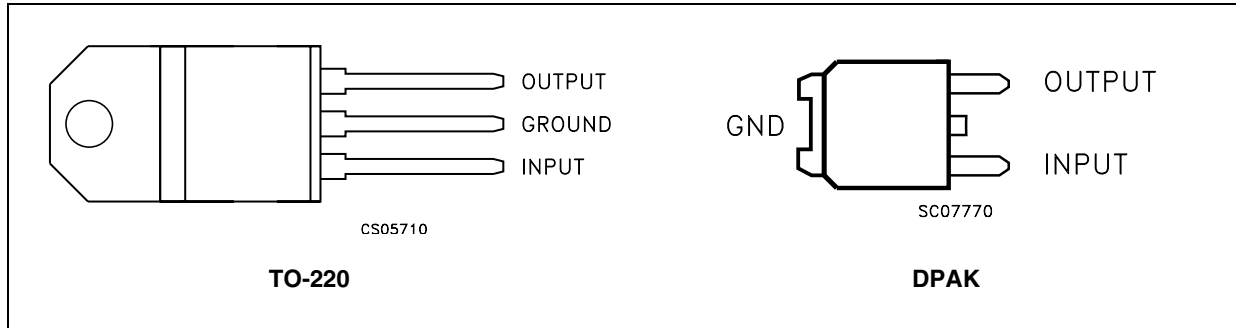 OUTPUT
GROUND
INPUT
CS05710
TO-220
GND
OUTPUT
INPUT
SC07770
DPAK